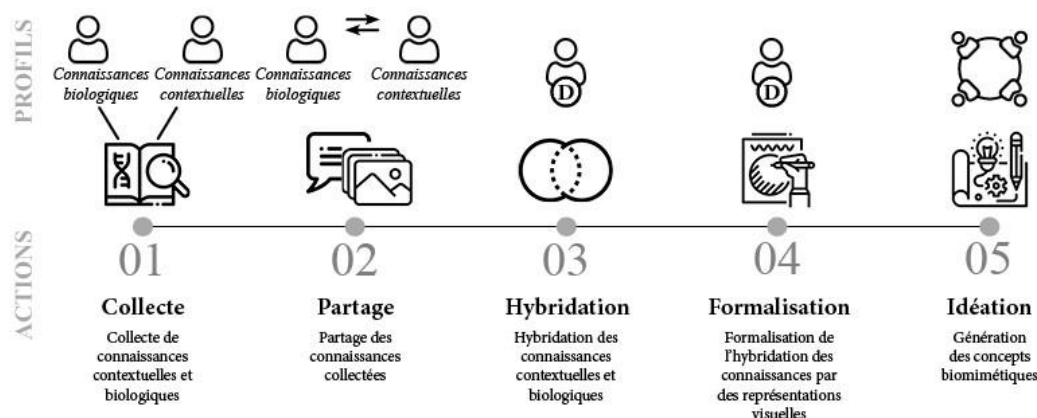 PROFILS
Connaissances biologiques
Connaissances contextuelles
Connaissances biologiques
Connaissances contextuelles
D
D
ACTIONS
01
Collecte
Collecte de
connaissances
contextuelles et
biologiques
02
Partage
Partage des
connaissances
collectées
03
Hybridation
Hybridation des
connaissances
contextuelles et
biologiques
04
Formalisation
Formalisation de
l'hybridation des
connaissances par
des représentations
visuelles
05
Idéation
Génération
des concepts
biomimétiques